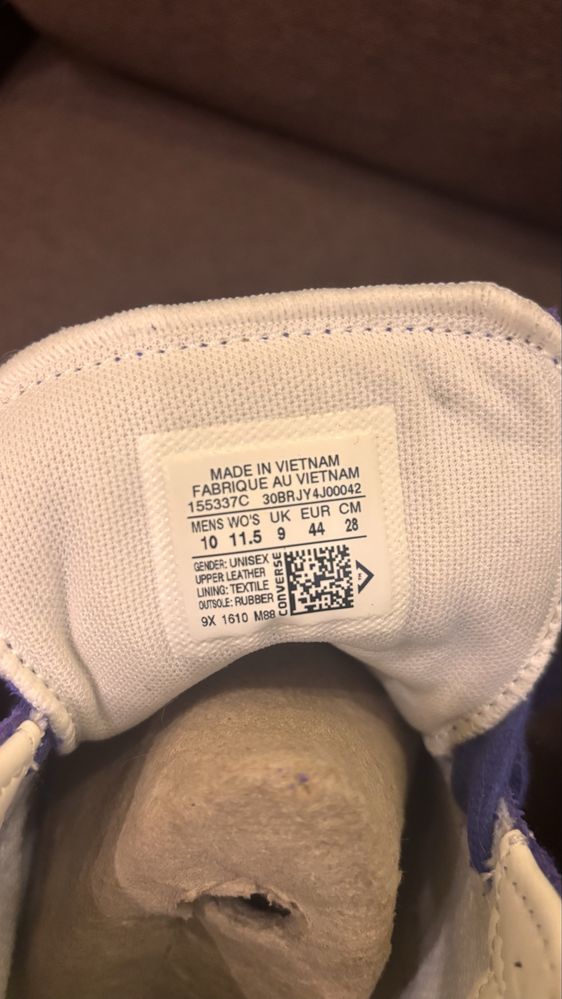 MADE IN VIETNAM
FABRIQUE AU VIETNAM
155337C 30BRJY4J00042
MENS WO'S UK EUR CM
10 11.5 9 44 28
GENDER: UNISEX
UPPER: LEATHER
LINING: TEXTILE
OUTSOLE: RUBBER
CONVERSE
9X 1610 M88